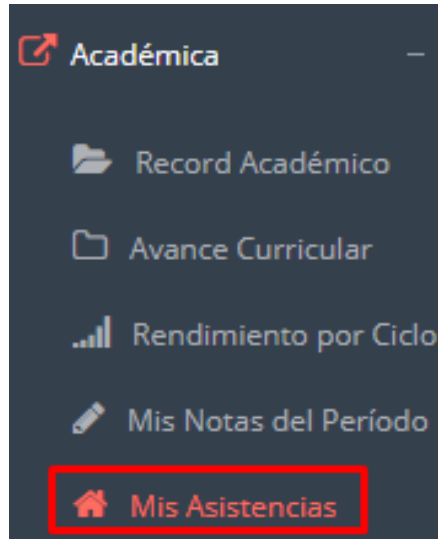 Académica
Record Académico
Avance Curricular
Rendimiento por Ciclo
Mis Notas del Período
Mis Asistencias